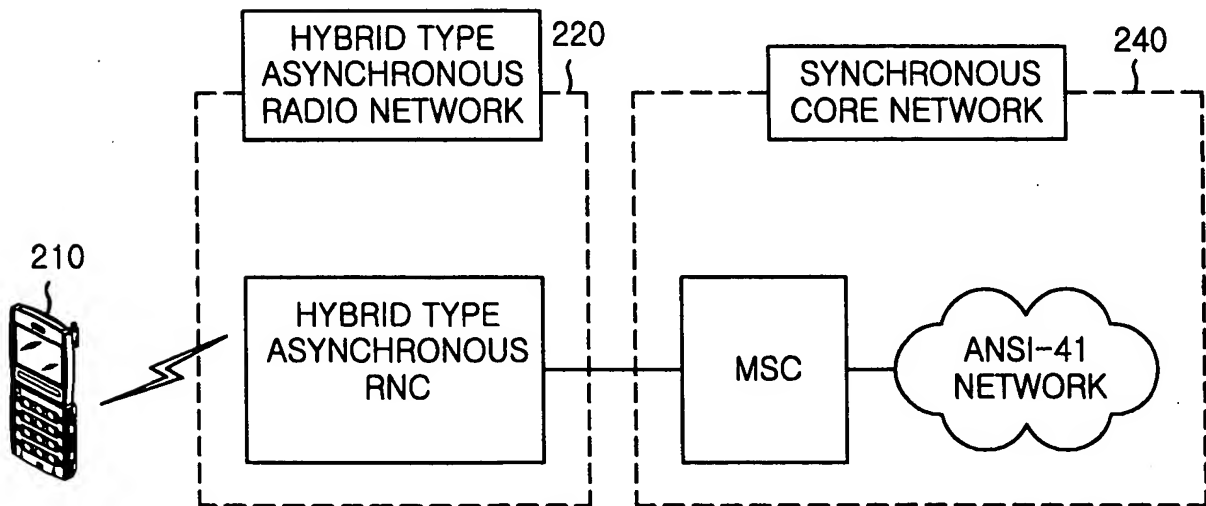 HYBRID TYPE
ASYNCHRONOUS
RADIO NETWORK
220
SYNCHRONOUS
CORE NETWORK
240
210
HYBRID TYPE
ASYNCHRONOUS
RNC
MSC
ANSI-41
NETWORK